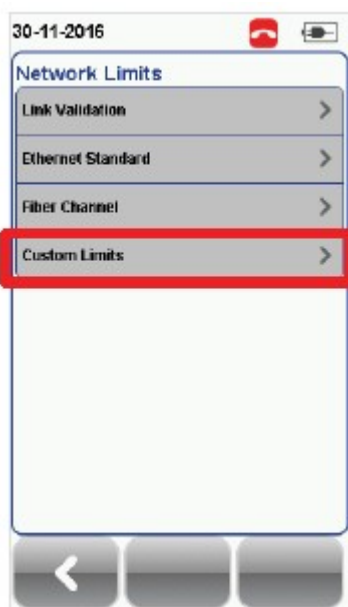 30-11-2016
Network Limits
Link Validation
Ethernet Standard
Fiber Channel
Custom Limits